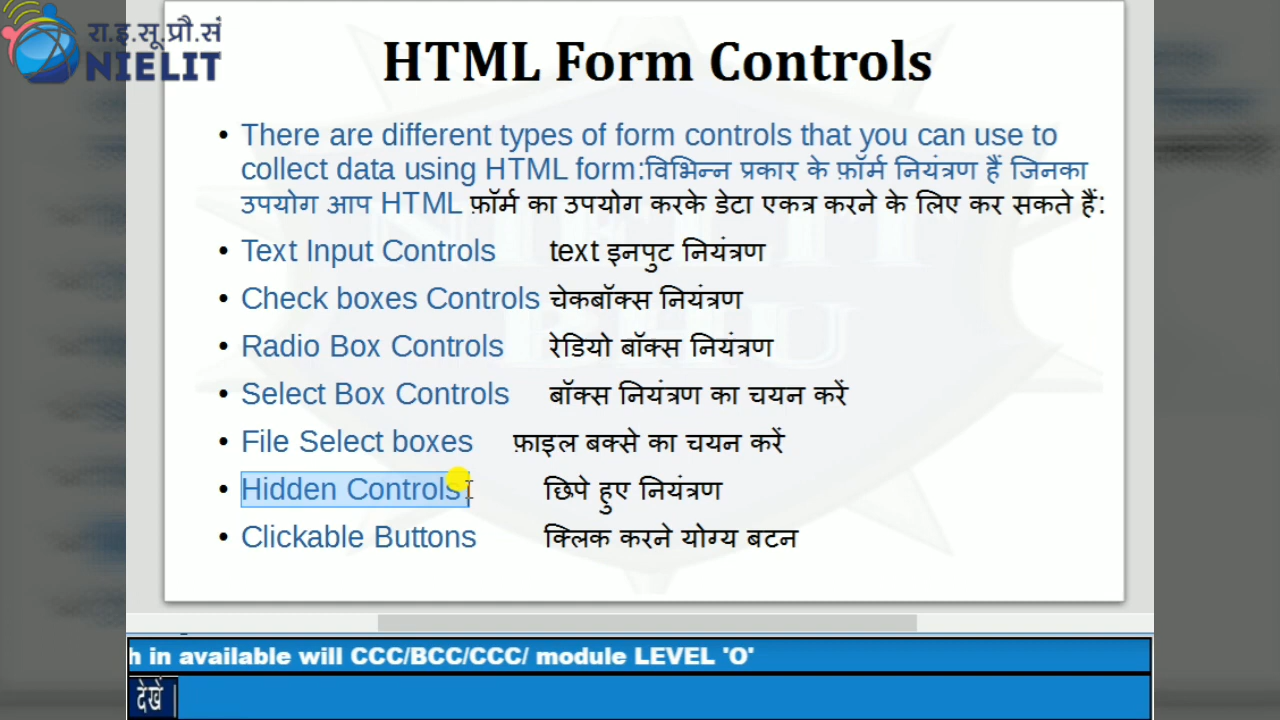 रा.इ.सू.प्रौ.सं
NIELIT
HTML Form Controls
• There are different types of form controls that you can use to
collect data using HTML form:विभिन्न प्रकार के फ़ॉर्म नियंत्रण हैं जिनका
उपयोग आप HTML फ़ॉर्म का उपयोग करके डेटा एकत्र करने के लिए कर सकते हैं:
• Text Input Controls text इनपुट नियंत्रण
• Check boxes Controls चेकबॉक्स नियंत्रण
• Radio Box Controls रेडियो बॉक्स नियंत्रण
• Select Box Controls बॉक्स नियंत्रण का चयन करें
• File Select boxes फ़ाइल बक्से का चयन करें
• Hidden Controls छिपे हुए नियंत्रण
• Clickable Buttons क्लिक करने योग्य बटन
NIELIT
BHU
h in available will CCC/BCC/CCC/ module LEVEL 'O'
देखें |